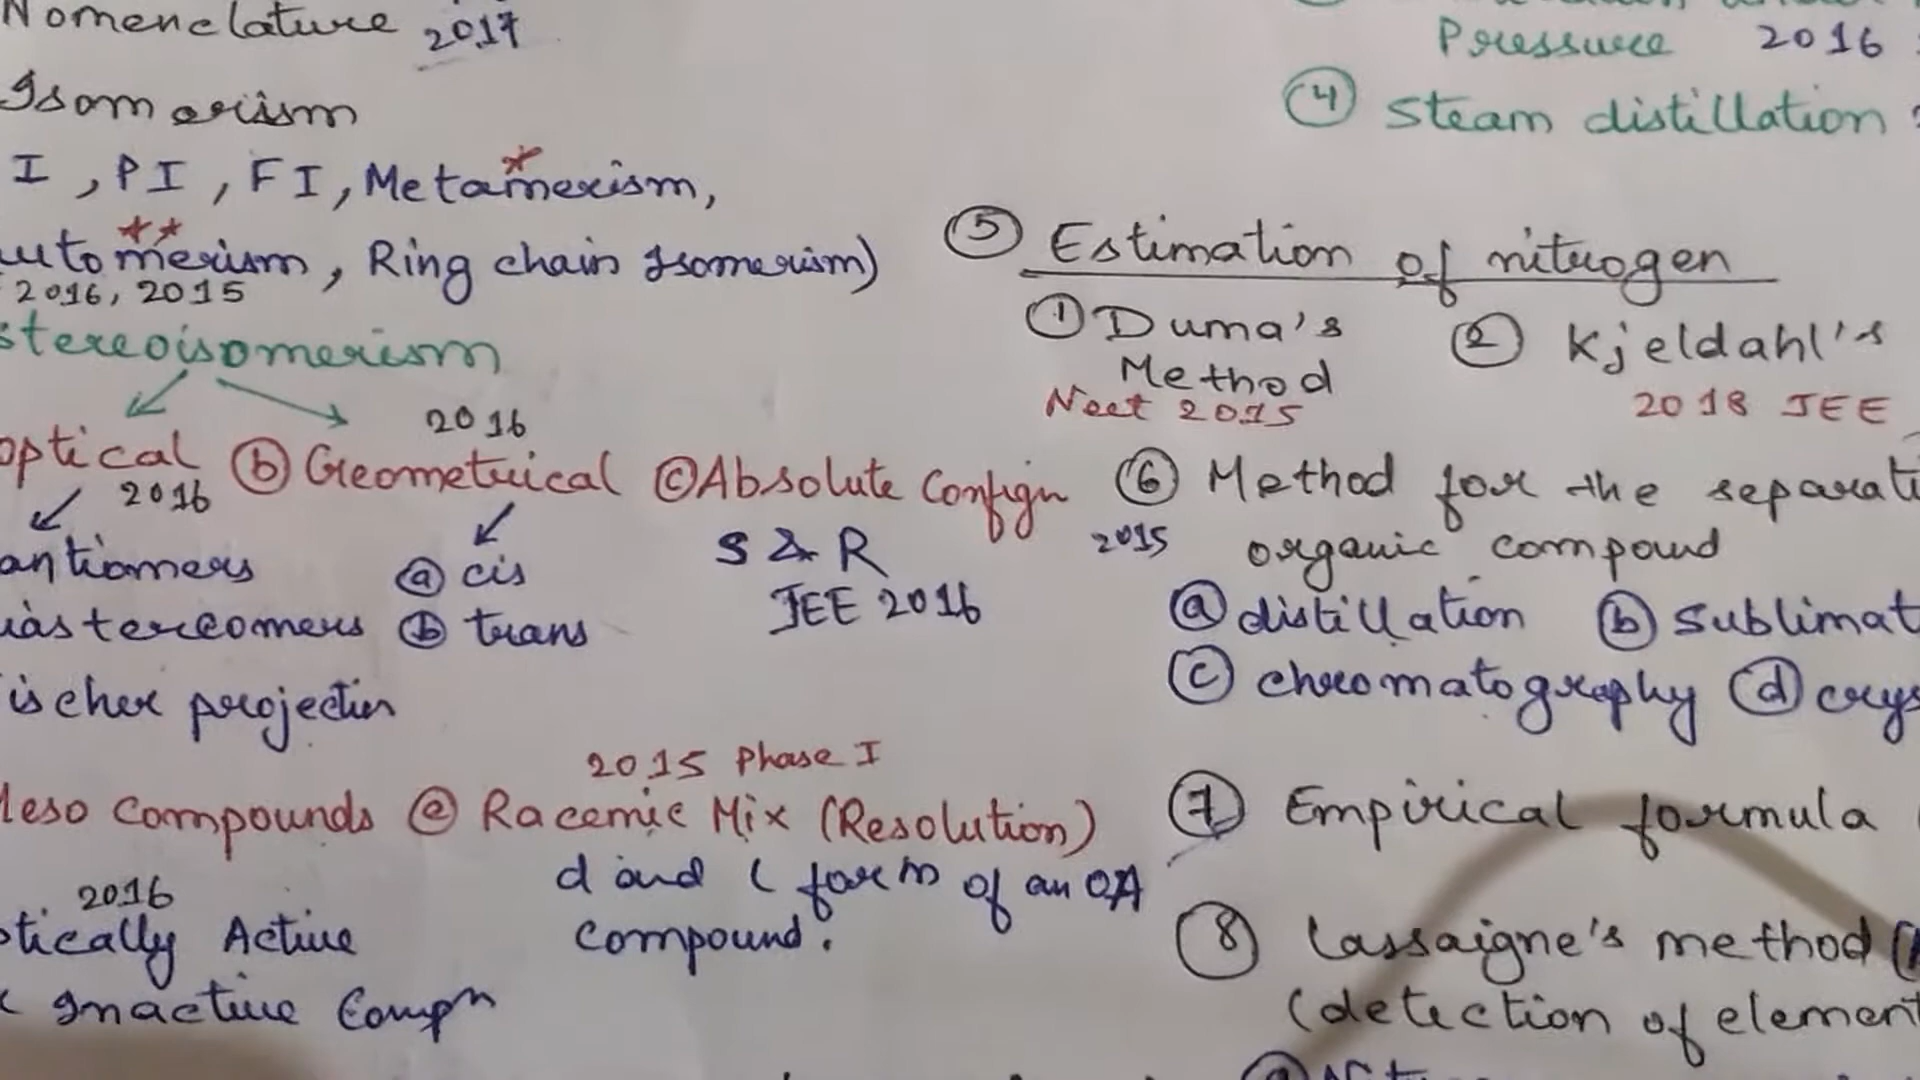 Nomenclature 2017
Isomerism
I, PI, FI, Metamerism,
utomerism, Ring chain Isomerism)
2016, 2015
stereoisomerism
2016
optical (b) Geometrical (c) Absolute Confign
2016
antiomers (a) cis S & R
iastereomers (b) trans JEE 2016
ischer projectin
2015 Phase I
Meso Compounds (e) Racemic Mix (Resolution)
d and l form of an OA
compound.
2016
tically Active
Inactive Compn
Pressure 2016
(4) Steam distillation
(5) Estimation of nitrogen
(1) Duma's (2) Kjeldahl's
Method
Neet 2015 2018 JEE
(6) Method for the separati
2015 organic compound
(a) distillation (b) Sublimat
(c) chromatography (d) crys
(7) Empirical formula
(8) Lassaigne's method
(detection of element